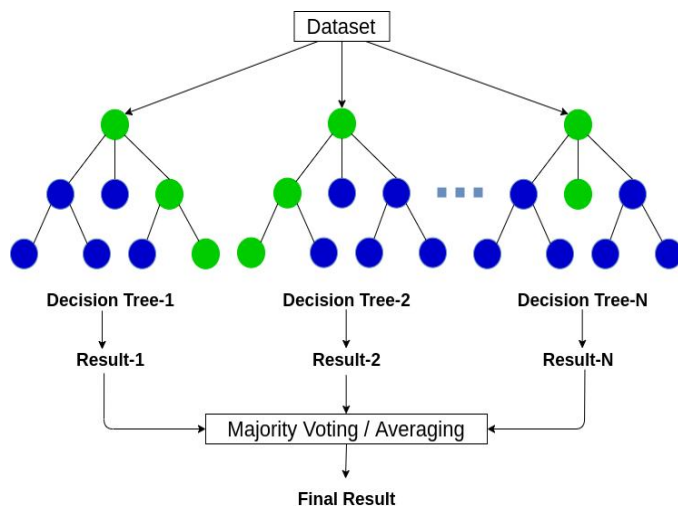 Dataset
Decision Tree-1
Decision Tree-2
Decision Tree-N
Result-1
Result-2
Result-N
Majority Voting / Averaging
Final Result